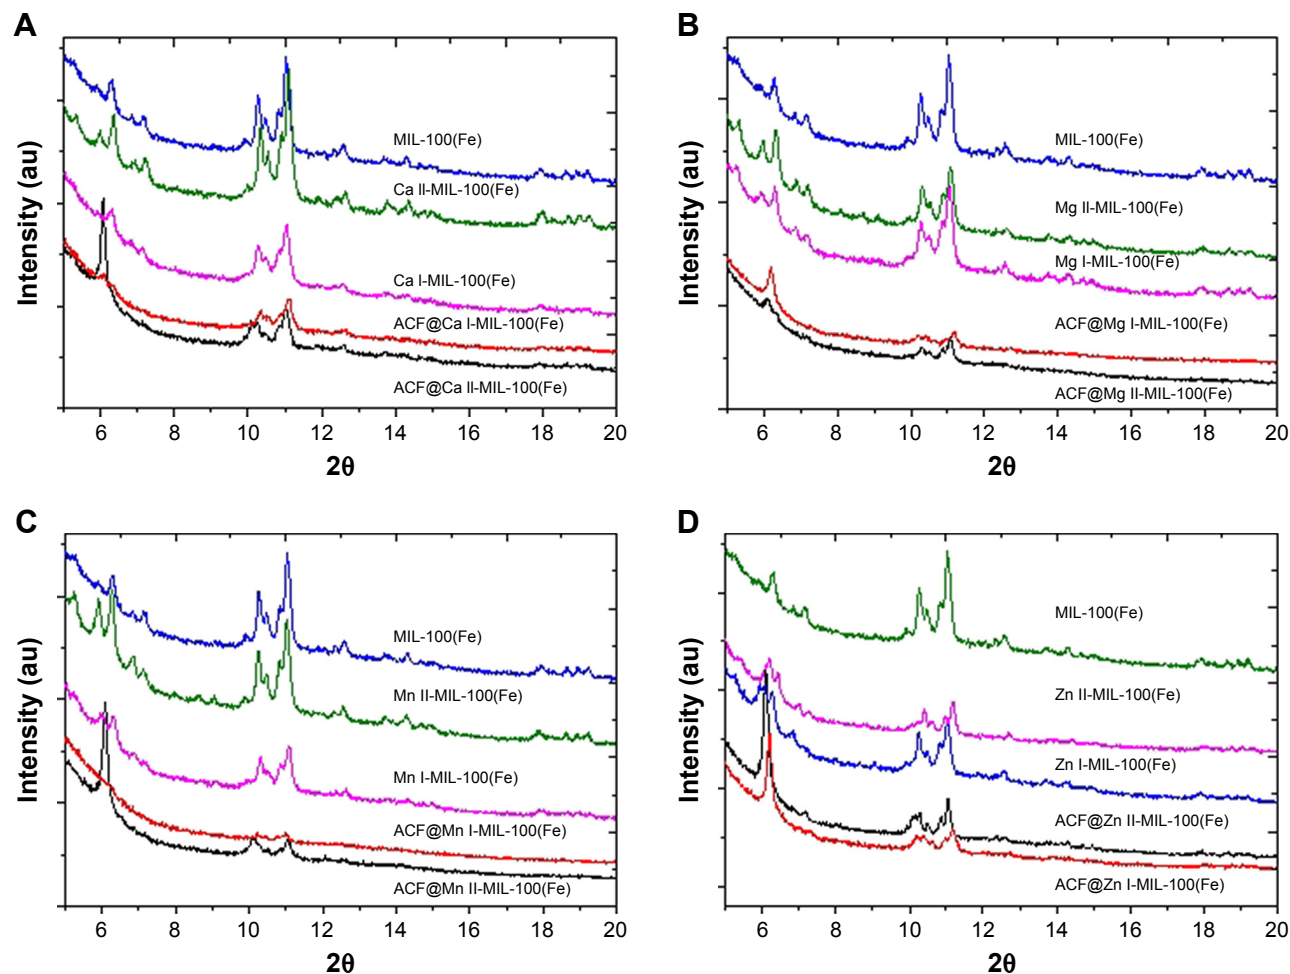 A
Intensity (au)
MIL-100(Fe)
Ca II-MIL-100(Fe)
Ca I-MIL-100(Fe)
ACF@Ca I-MIL-100(Fe)
ACF@Ca II-MIL-100(Fe)
6 8 10 12 14 16 18 20
2θ
B
Intensity (au)
MIL-100(Fe)
Mg II-MIL-100(Fe)
Mg I-MIL-100(Fe)
ACF@Mg I-MIL-100(Fe)
ACF@Mg II-MIL-100(Fe)
6 8 10 12 14 16 18 20
2θ
C
Intensity (au)
MIL-100(Fe)
Mn II-MIL-100(Fe)
Mn I-MIL-100(Fe)
ACF@Mn I-MIL-100(Fe)
ACF@Mn II-MIL-100(Fe)
6 8 10 12 14 16 18 20
2θ
D
Intensity (au)
MIL-100(Fe)
Zn II-MIL-100(Fe)
Zn I-MIL-100(Fe)
ACF@Zn II-MIL-100(Fe)
ACF@Zn I-MIL-100(Fe)
6 8 10 12 14 16 18 20
2θ